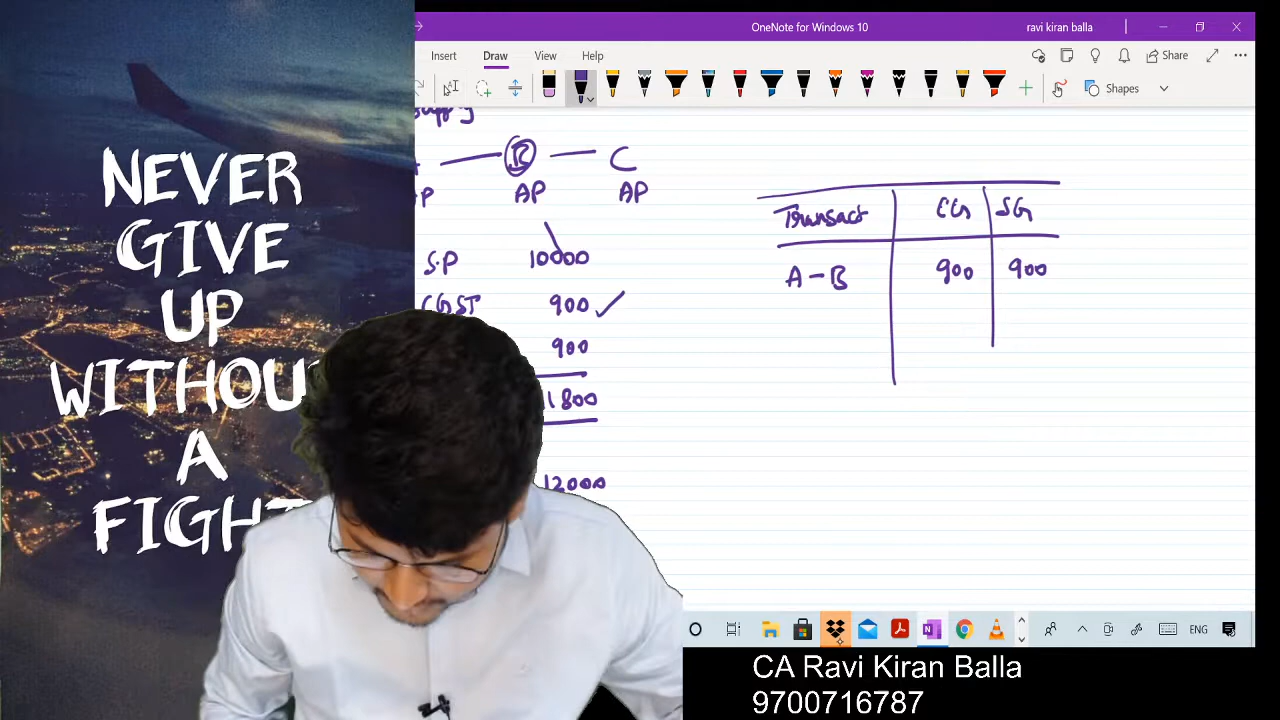 NEVER
GIVE
UP
WITHOU
A
FIGH
OneNote for Windows 10
ravi kiran balla
Insert
Draw
View
Help
Share
Shapes
B
C
AP
AP
S.P 10000
CGST 900 ✓
900
1800
12000
Transact CG SG
A - B 900 900
ENG
CA Ravi Kiran Balla
9700716787